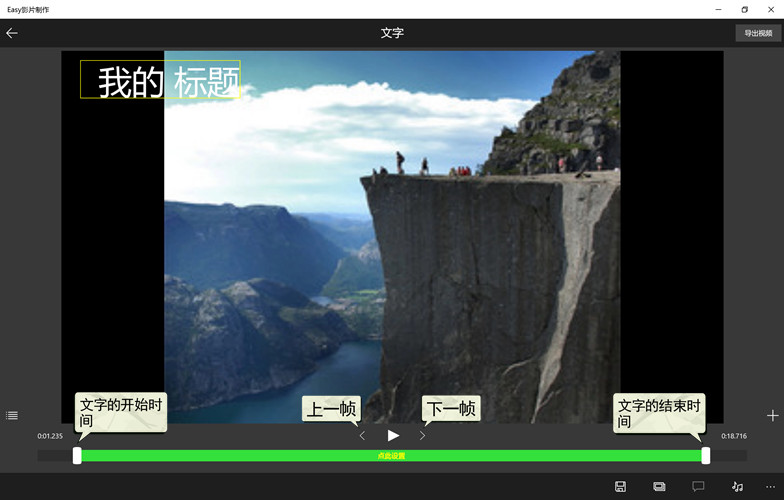 Easy影片制作
文字
导出视频
我的 标题
文字的开始时
间
上一帧
下一帧
文字的结束时
间
0:01.235
0:18.716
点此设置